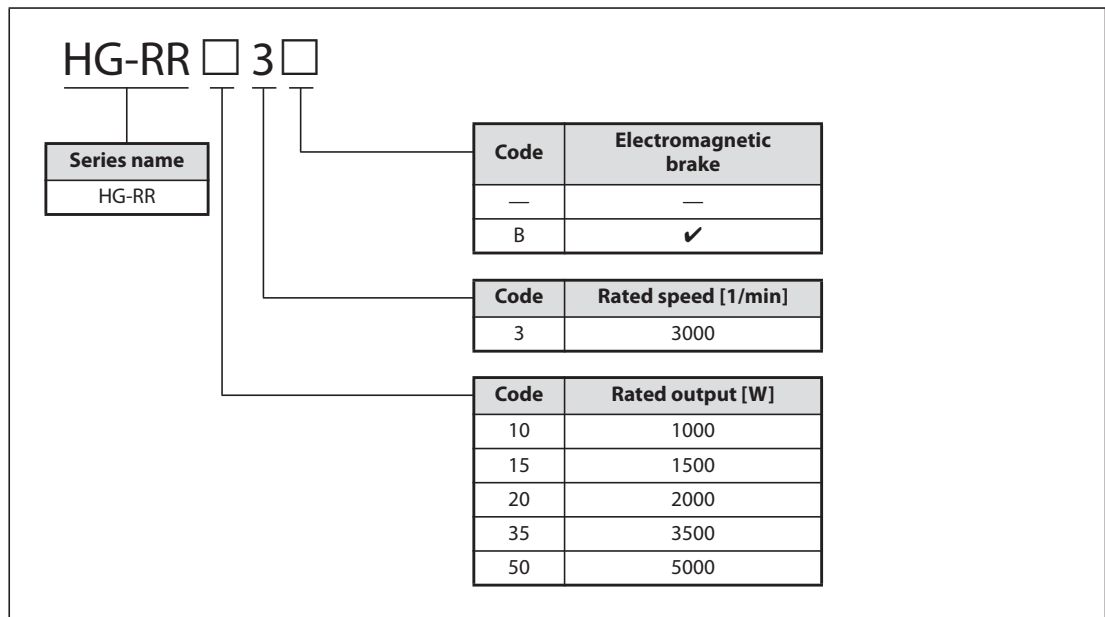 HG-RR □ 3 □
Series name
HG-RR
Code Electromagnetic
brake
— —
B ✔
Code Rated speed [1/min]
3 3000
Code Rated output [W]
10 1000
15 1500
20 2000
35 3500
50 5000